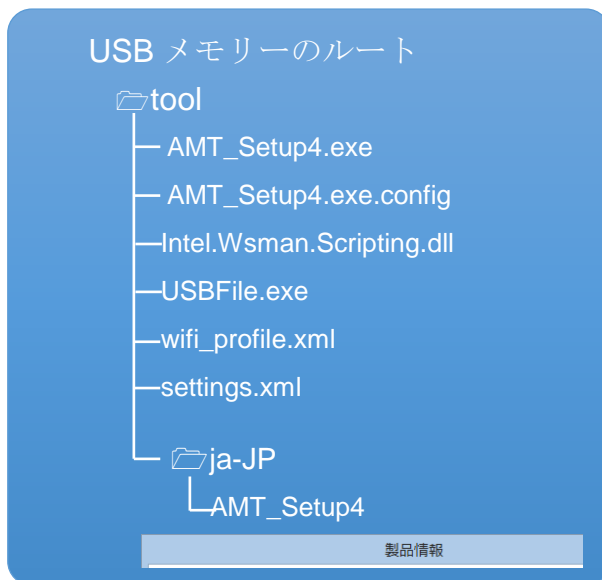 USB メモリーのルート
tool
AMT_Setup4.exe
AMT_Setup4.exe.config
Intel.Wsman.Scripting.dll
USBFile.exe
wifi_profile.xml
settings.xml
ja-JP
AMT_Setup4
製品情報